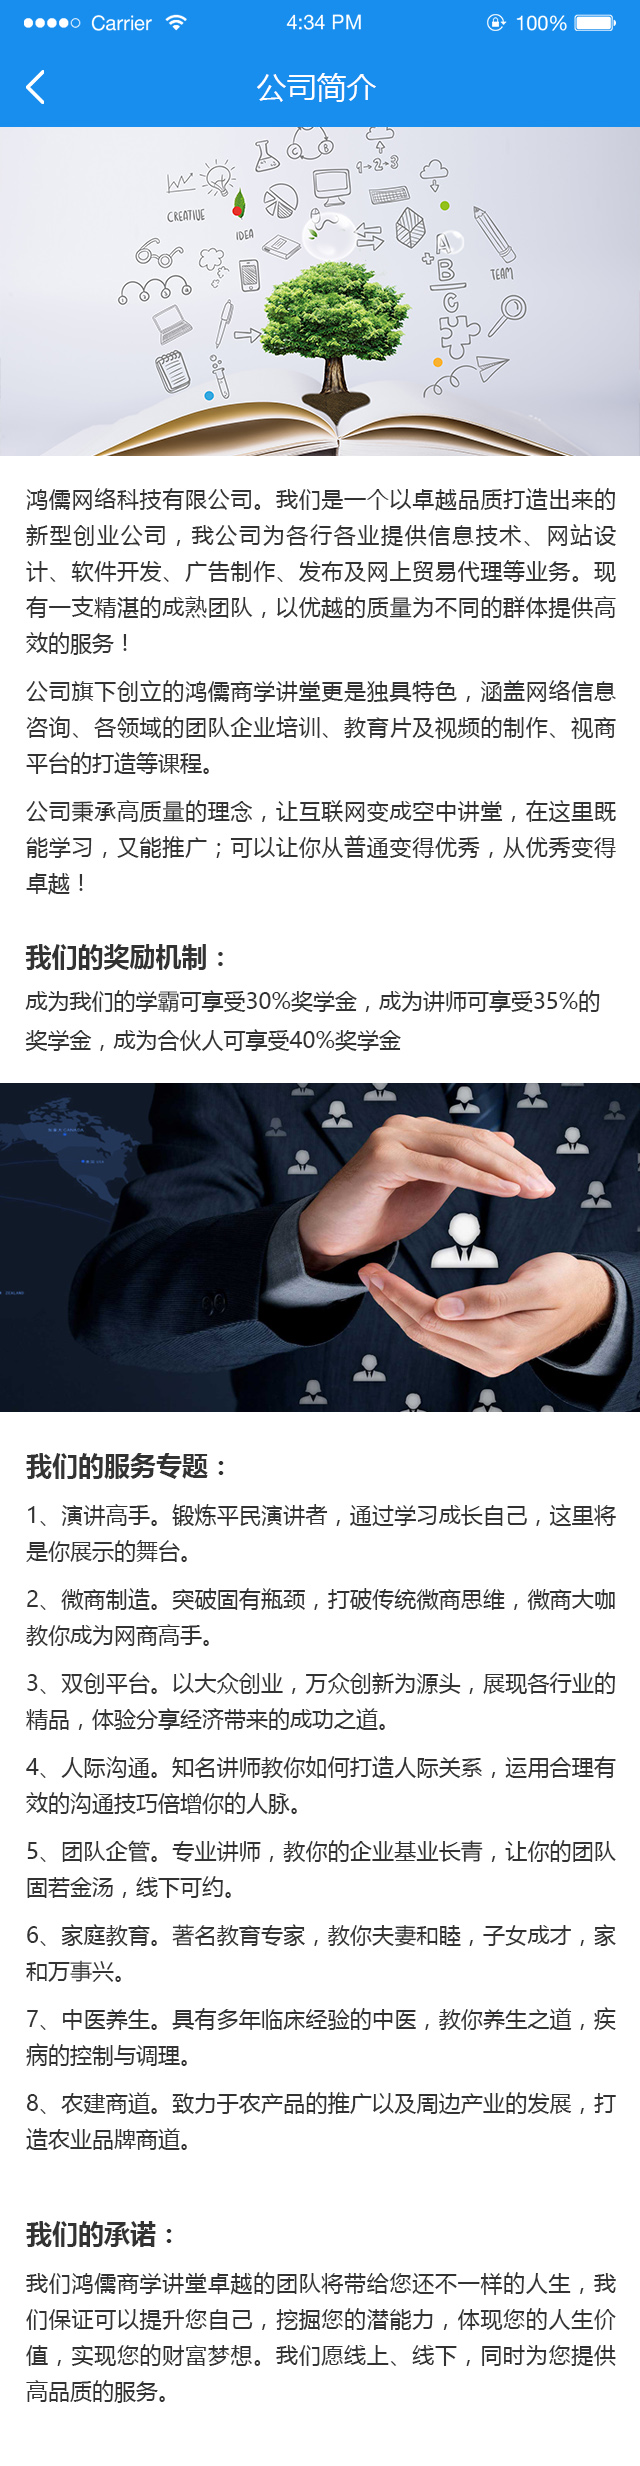 Carrier 4:34 PM 100%
公司简介
1-2-3
CREATIVE
IDEA
TEAM
A
+B
C
鸿儒网络科技有限公司。我们是一个以卓越品质打造出来的
新型创业公司，我公司为各行各业提供信息技术、网站设
计、软件开发、广告制作、发布及网上贸易代理等业务。现
有一支精湛的成熟团队，以优越的质量为不同的群体提供高
效的服务！
公司旗下创立的鸿儒商学讲堂更是独具特色，涵盖网络信息
咨询、各领域的团队企业培训、教育片及视频的制作、视商
平台的打造等课程。
公司秉承高质量的理念，让互联网变成空中讲堂，在这里既
能学习，又能推广；可以让你从普通变得优秀，从优秀变得
卓越！
我们的奖励机制：
成为我们的学霸可享受30%奖学金，成为讲师可享受35%的
奖学金，成为合伙人可享受40%奖学金
我们的服务专题：
1、演讲高手。锻炼平民演讲者，通过学习成长自己，这里将
是你展示的舞台。
2、微商制造。突破固有瓶颈，打破传统微商思维，微商大咖
教你成为网商高手。
3、双创平台。以大众创业，万众创新为源头，展现各行业的
精品，体验分享经济带来的成功之道。
4、人际沟通。知名讲师教你如何打造人际关系，运用合理有
效的沟通技巧倍增你的人脉。
5、团队企管。专业讲师，教你的企业基业长青，让你的团队
固若金汤，线下可约。
6、家庭教育。著名教育专家，教你夫妻和睦，子女成才，家
和万事兴。
7、中医养生。具有多年临床经验的中医，教你养生之道，疾
病的控制与调理。
8、农建商道。致力于农产品的推广以及周边产业的发展，打
造农业品牌商道。
我们的承诺：
我们鸿儒商学讲堂卓越的团队将带给您还不一样的人生，我
们保证可以提升您自己，挖掘您的潜能力，体现您的人生价
值，实现您的财富梦想。我们愿线上、线下，同时为您提供
高品质的服务。